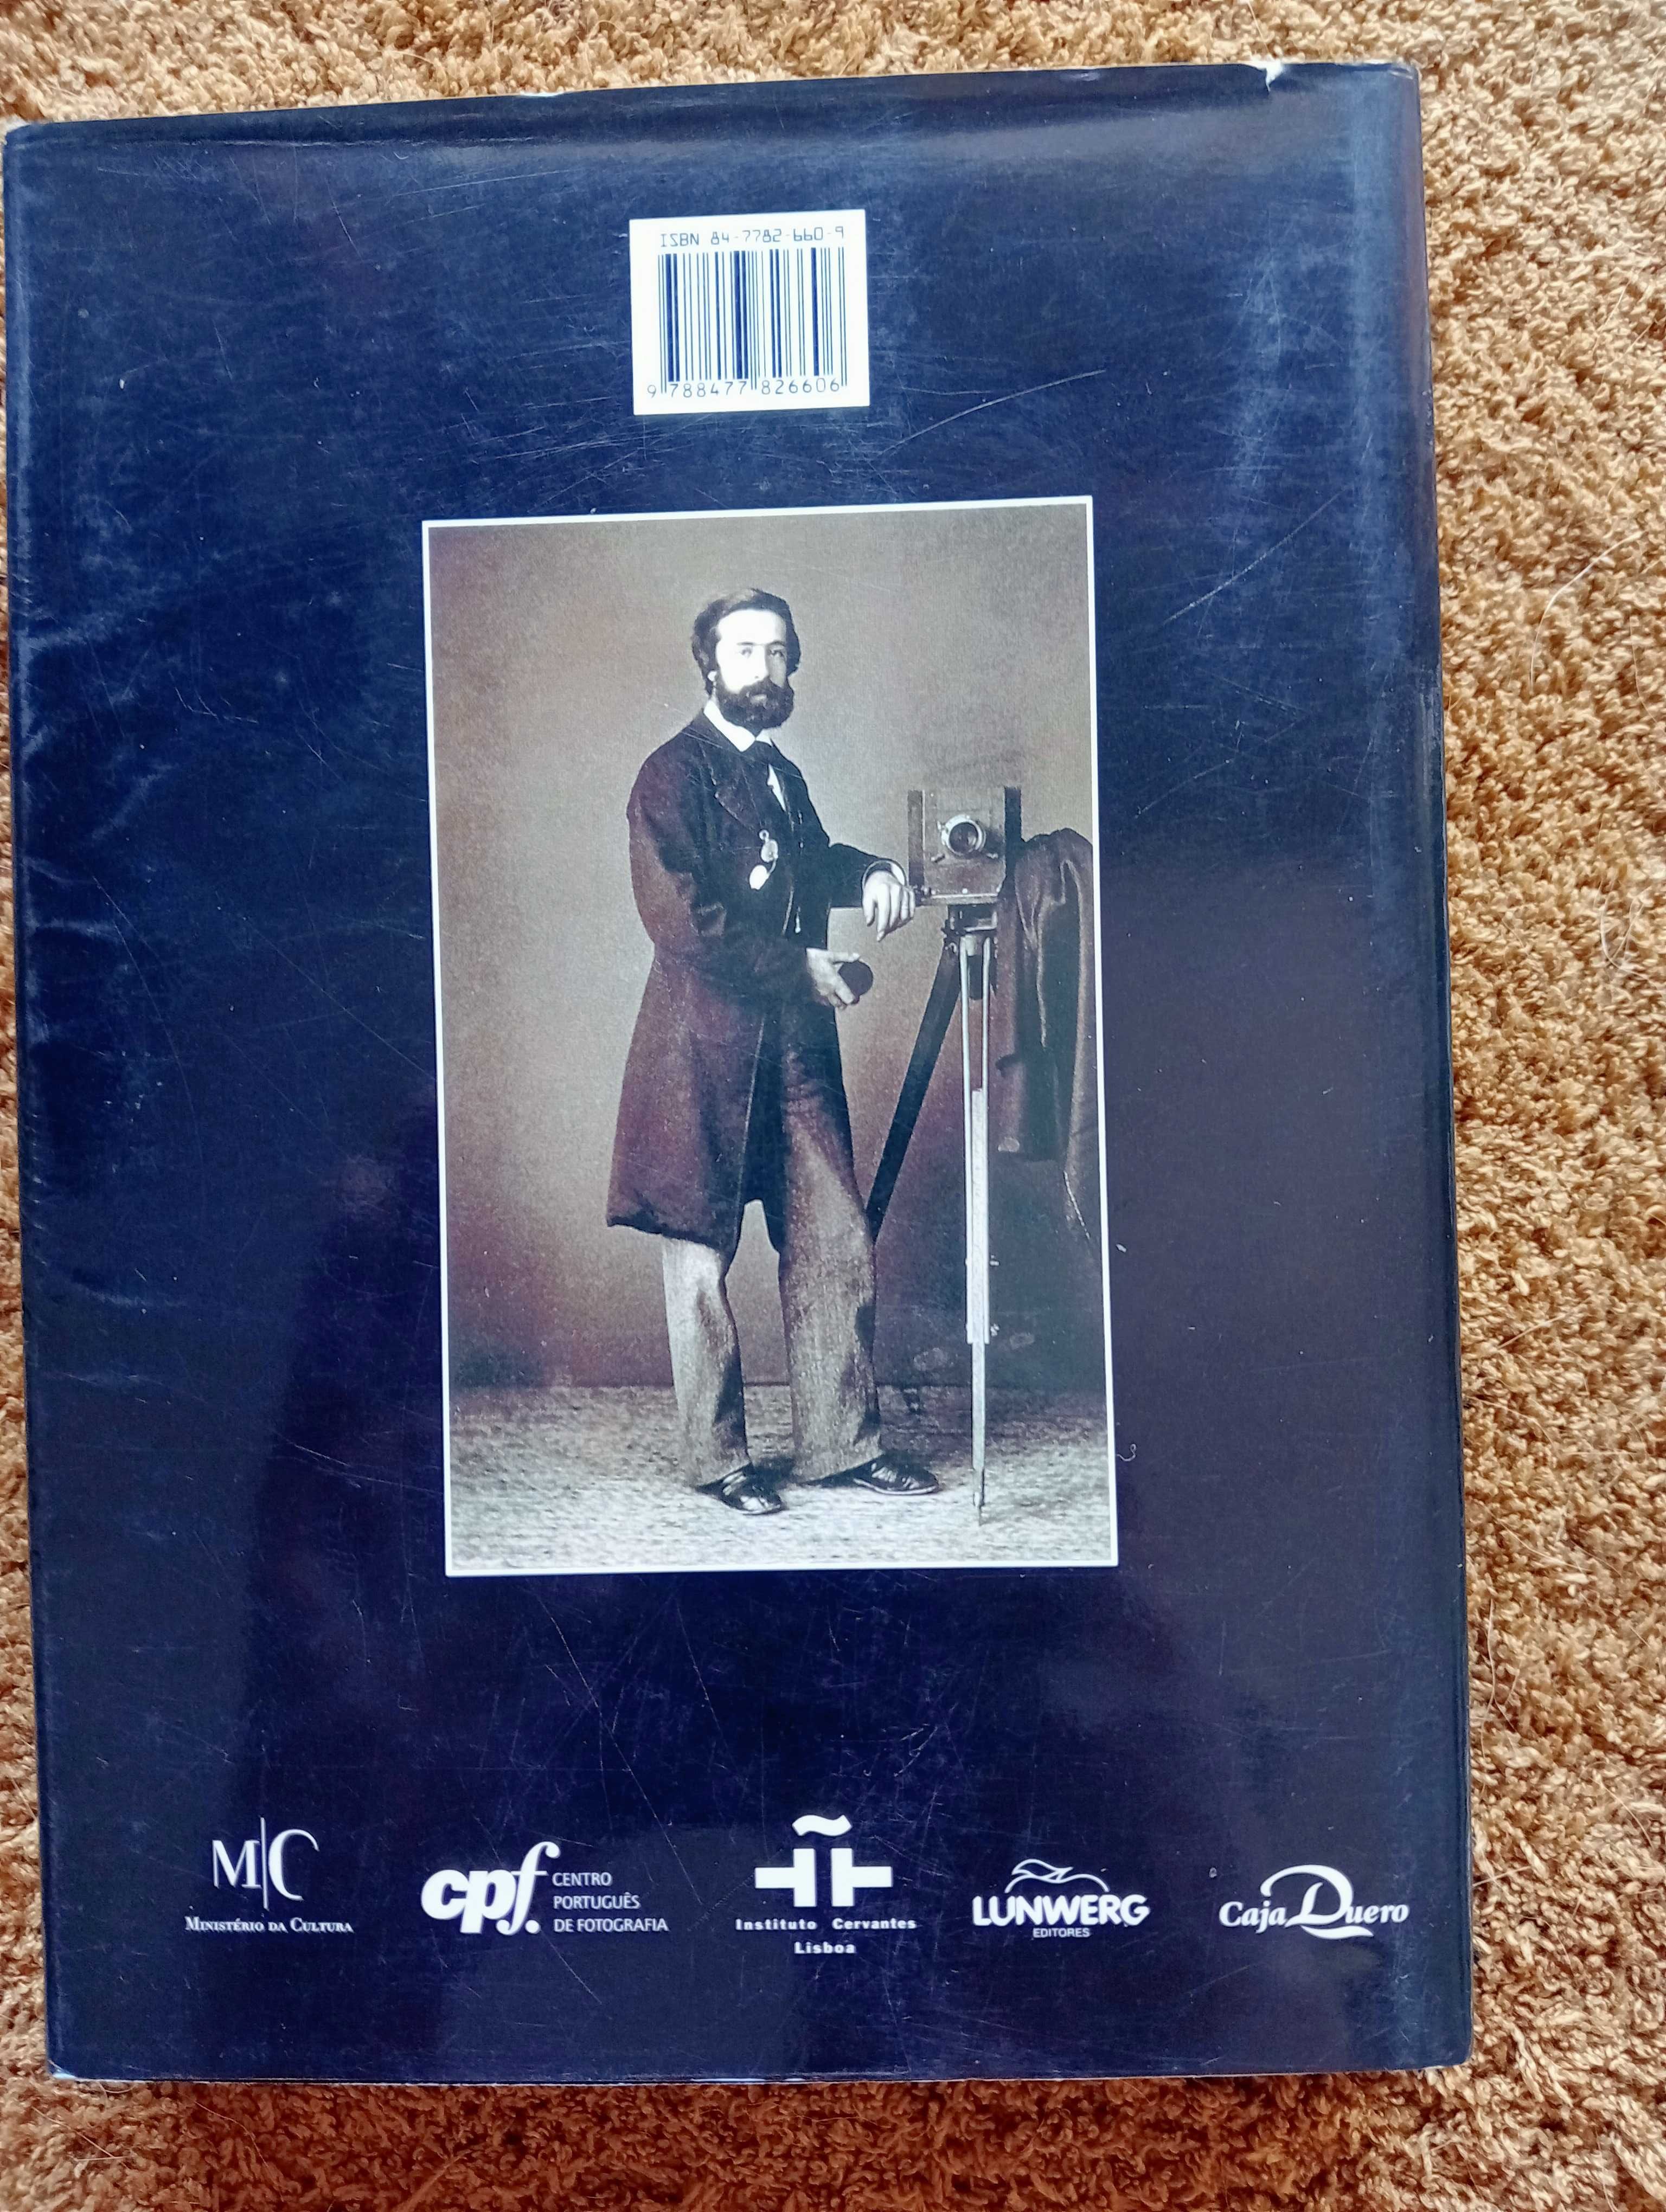 ISBN 84-7782-660-9
9 788477 826606
M|C
MINISTÉRIO DA CULTURA
cpf.
CENTRO
PORTUGUÊS
DE FOTOGRAFIA
Instituto Cervantes
Lisboa
LUNWERG
EDITORES
Caja Duero